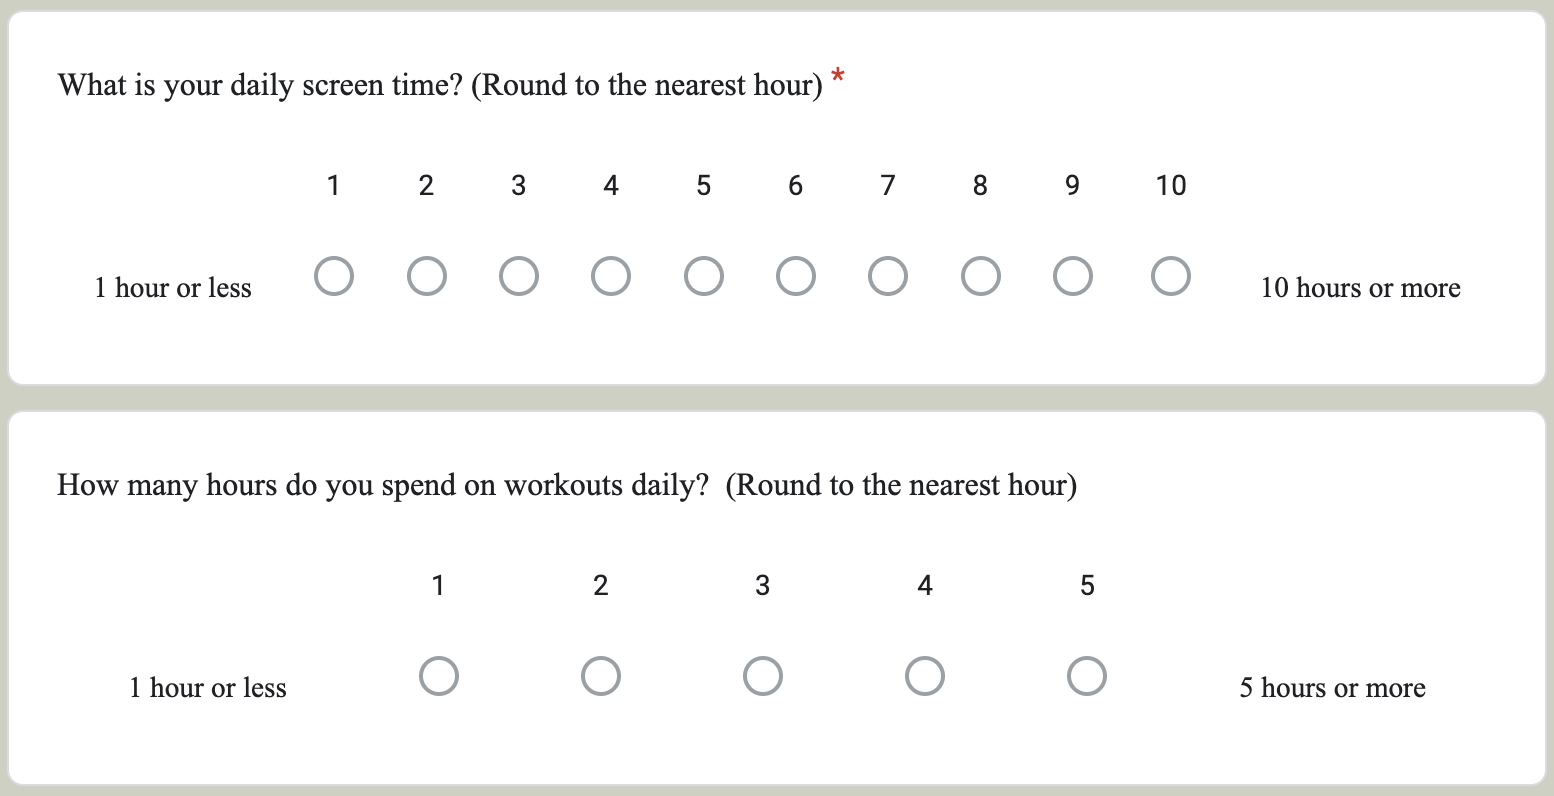 What is your daily screen time? (Round to the nearest hour) *
1 2 3 4 5 6 7 8 9 10
1 hour or less 10 hours or more
How many hours do you spend on workouts daily?  (Round to the nearest hour)
1 2 3 4 5
1 hour or less 5 hours or more